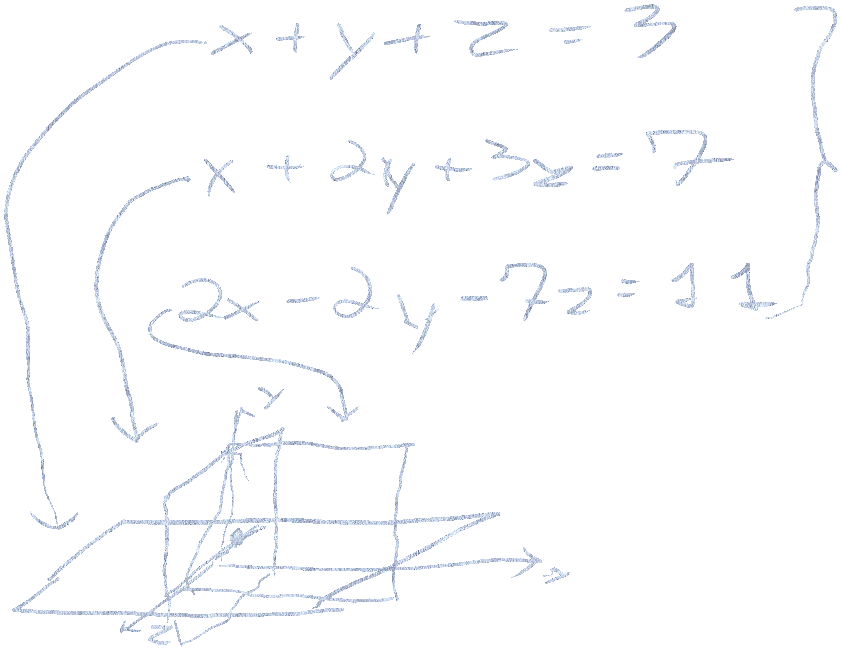 x + y + z = 3
x + 2y + 3z = 7
2x - 2y - 7z = 11
y
x
z